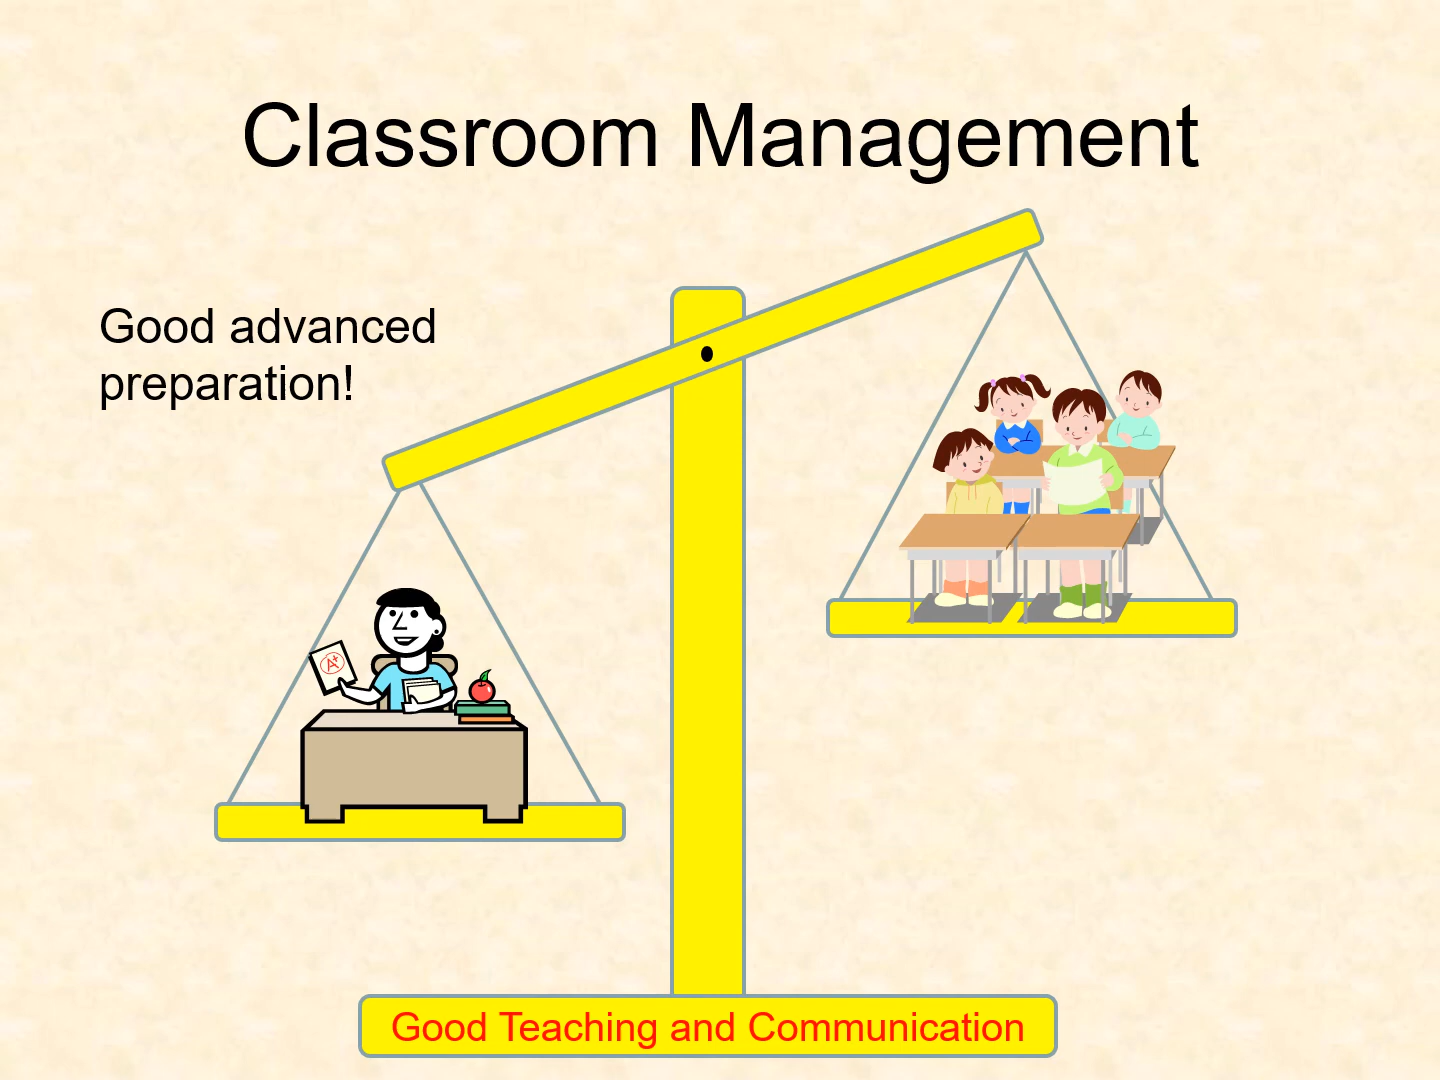 Classroom Management
Good advanced
preparation!
A+
Good Teaching and Communication